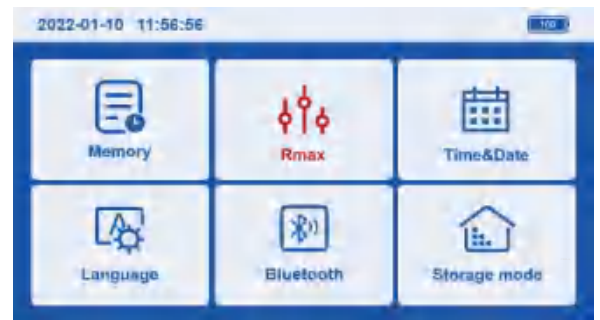 2022-01-10 11:56:56
100
Memory
Rmax
Time&Date
Language
Bluetooth
Storage mode